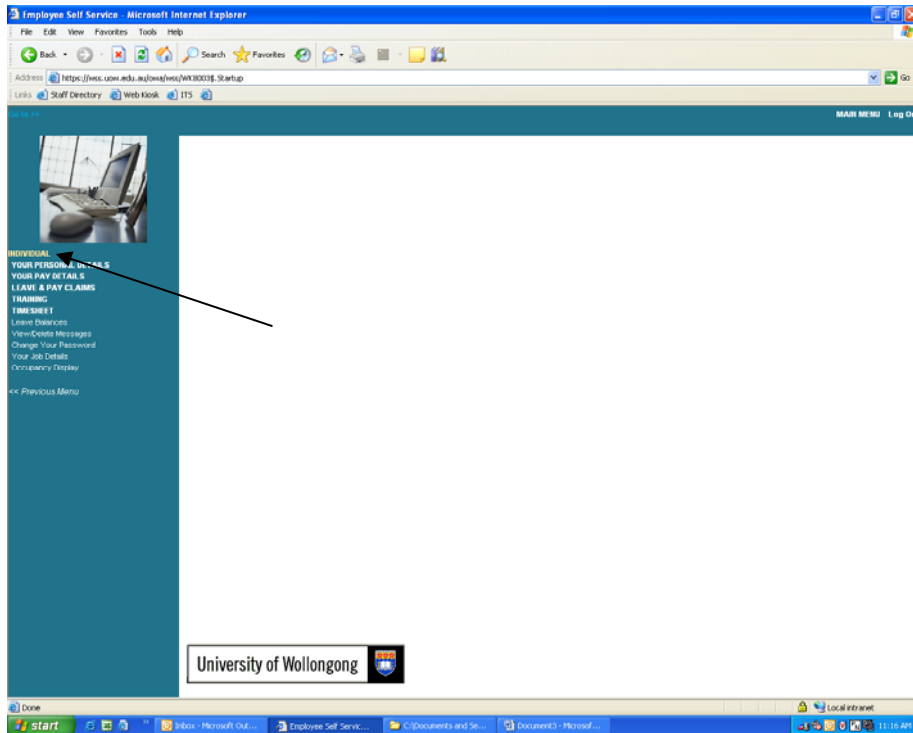 Employee Self Service - Microsoft Internet Explorer
File Edit View Favorites Tools Help
Back Search Favorites
Address https://wss.uow.edu.au/lowa/wss/WK8003$.Startup Go
Links Staff Directory Web Kiosk ITS
MAIN MENU Log
INDIVIDUAL
YOUR PERSONAL DETAILS
YOUR PAY DETAILS
LEAVE & PAY CLAIMS
TRAINING
TIMESHEET
Leave Balances
View/Delete Messages
Change Your Password
Your Job Details
Occupancy Display
<< Previous Menu
University of Wollongong
Done Local intranet
start Inbox - Microsoft Out... Employee Self Servic... C:\Documents and Se... Document3 - Microsof... 11:16 AM